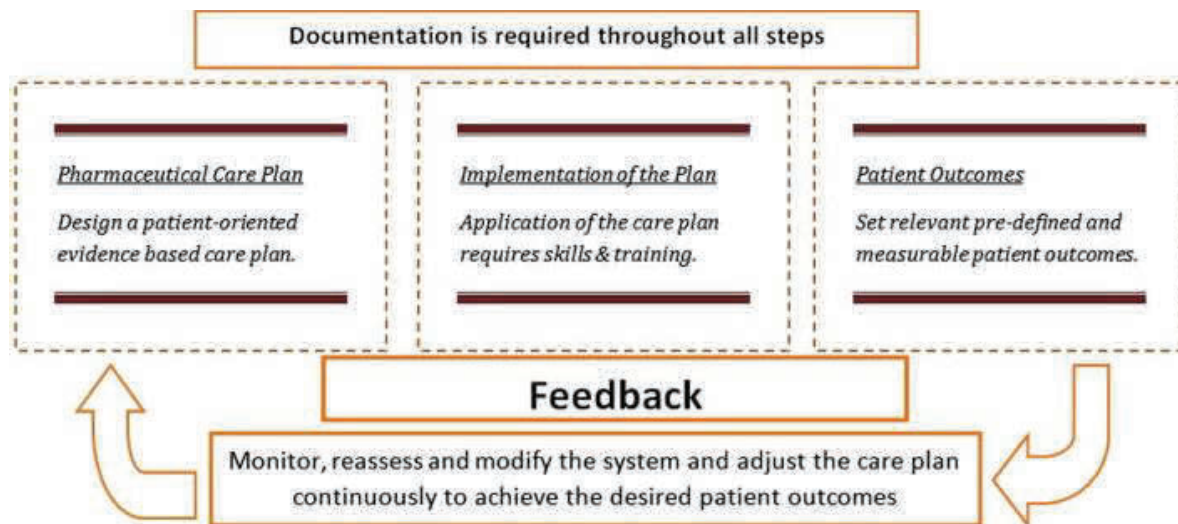 Documentation is required throughout all steps
Pharmaceutical Care Plan
Design a patient-oriented
evidence based care plan.
Implementation of the Plan
Application of the care plan
requires skills & training.
Patient Outcomes
Set relevant pre-defined and
measurable patient outcomes.
Feedback
Monitor, reassess and modify the system and adjust the care plan
continuously to achieve the desired patient outcomes